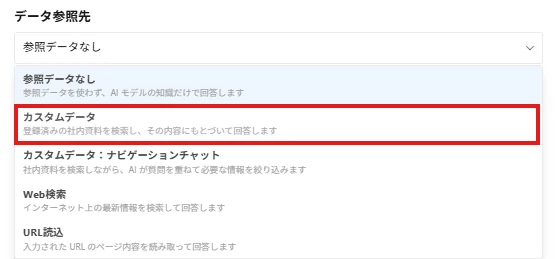 データ参照先
参照データなし
参照データなし
参照データを使わず、AI モデルの知識だけで回答します
カスタムデータ
登録済みの社内資料を検索し、その内容にもとづいて回答します
カスタムデータ：ナビゲーションチャット
社内資料を検索しながら、AI が質問を重ねて必要な情報を絞り込みます
Web検索
インターネット上の最新情報を検索して回答します
URL読込
入力された URL のページ内容を読み取って回答します